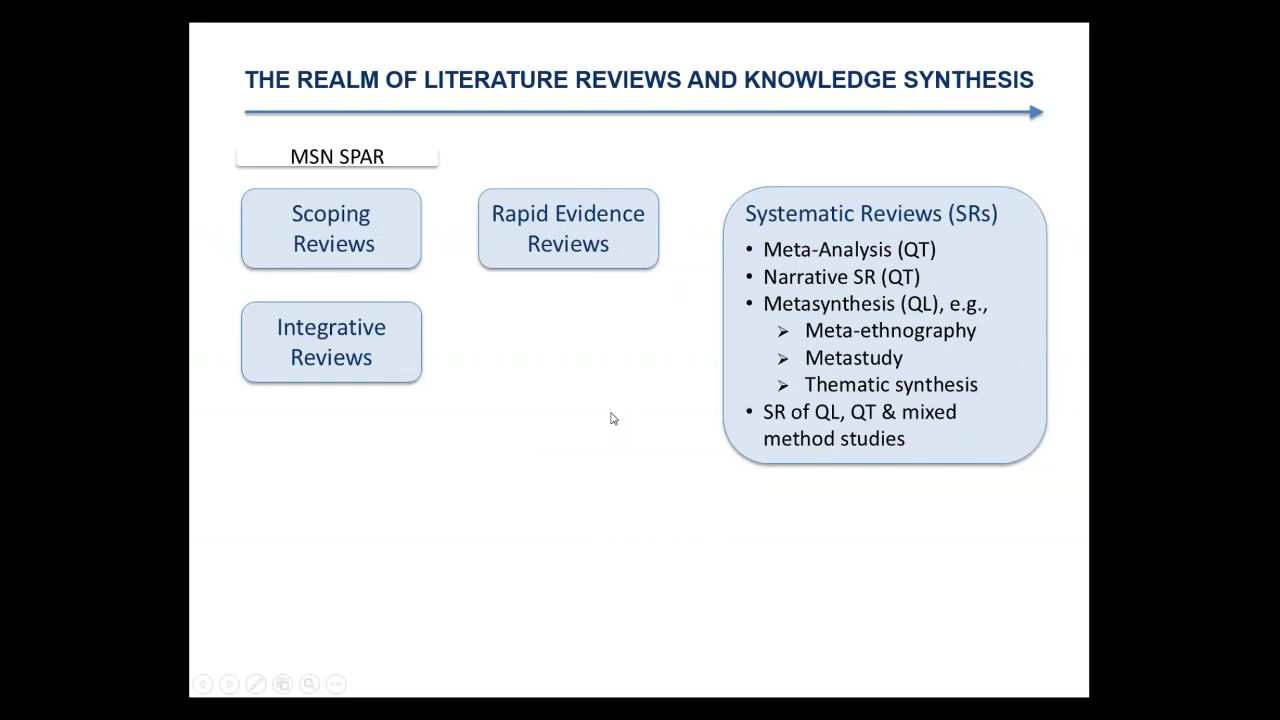 THE REALM OF LITERATURE REVIEWS AND KNOWLEDGE SYNTHESIS
MSN SPAR
Scoping
Reviews
Rapid Evidence
Reviews
Integrative
Reviews
Systematic Reviews (SRs)
• Meta-Analysis (QT)
• Narrative SR (QT)
• Metasynthesis (QL), e.g.,
➢ Meta-ethnography
➢ Metastudy
➢ Thematic synthesis
• SR of QL, QT & mixed
method studies